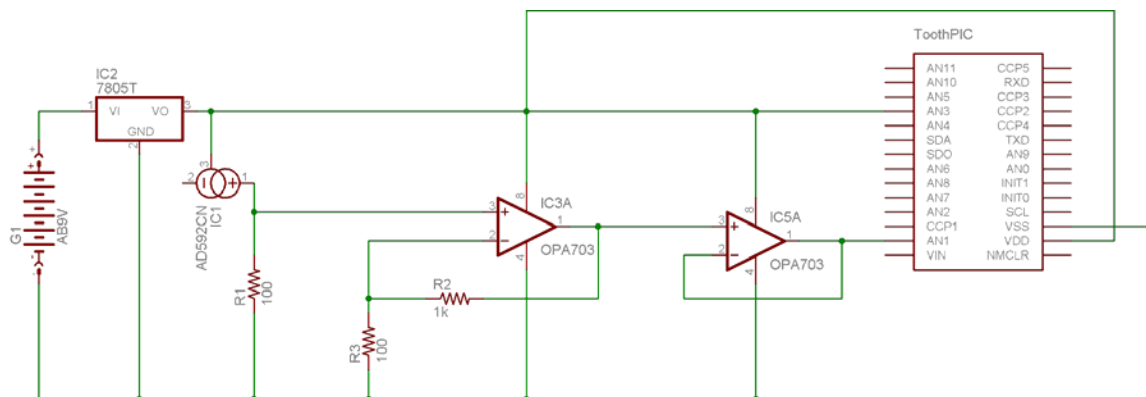 ToothPIC
IC2
7805T
1
VI
VO
3
GND
2
AN11
CCP5
AN10
RXD
AN5
CCP3
AN3
CCP2
AN4
CCP4
SDA
TXD
SDO
AN9
AN6
AN0
AN8
INIT1
AN7
INIT0
AN2
SCL
CCP1
VSS
AN1
VDD
VIN
NMCLR
3
2
1
AD592CN
IC1
G1
AB9V
+
+
-
-
R1
100
3
+
2
-
8
4
1
IC3A
OPA703
R2
1k
R3
100
3
+
2
-
8
4
1
IC5A
OPA703